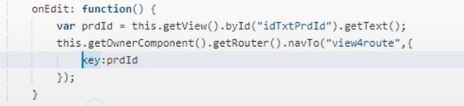 onEdit: function() {
var prdId = this.getView().byId("idTxtPrdId").getText();
this.getOwnerComponent().getRouter().navTo("view4route",{
key:prdId
});
}